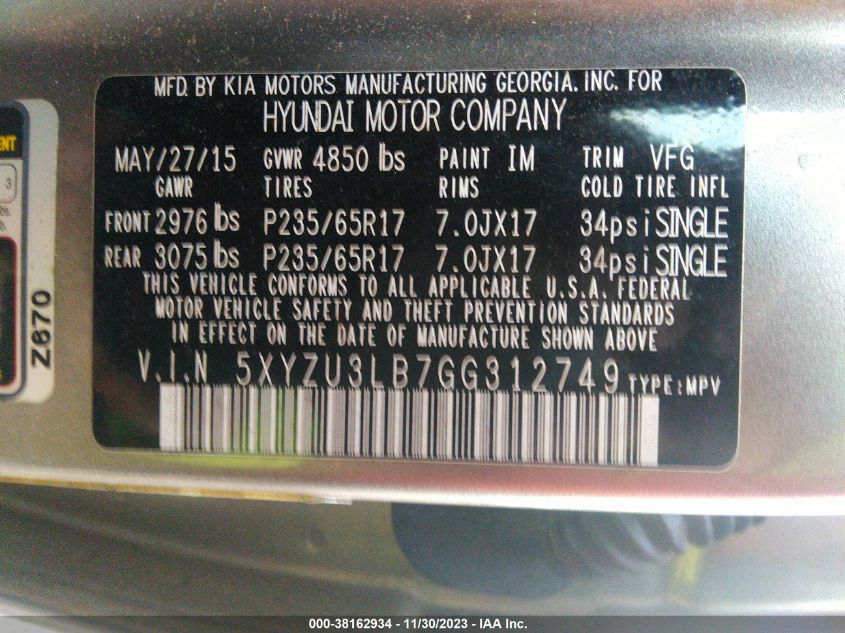 MFD. BY KIA MOTORS MANUFACTURING GEORGIA, INC. FOR
HYUNDAI MOTOR COMPANY
MAY/27/15 GVWR 4850 lbs PAINT IM TRIM VFG
GAWR TIRES RIMS COLD TIRE INFL
FRONT 2976 lbs P235/65R17 7.0JX17 34psi SINGLE
REAR 3075 lbs P235/65R17 7.0JX17 34psi SINGLE
THIS VEHICLE CONFORMS TO ALL APPLICABLE U.S.A. FEDERAL
MOTOR VEHICLE SAFETY AND THEFT PREVENTION STANDARDS
IN EFFECT ON THE DATE OF MANUFACTURE SHOWN ABOVE
V.I.N 5XYZU3LB7GG312749 TYPE:MPV
3
Z670
000-38162934 - 11/30/2023 - IAA Inc.